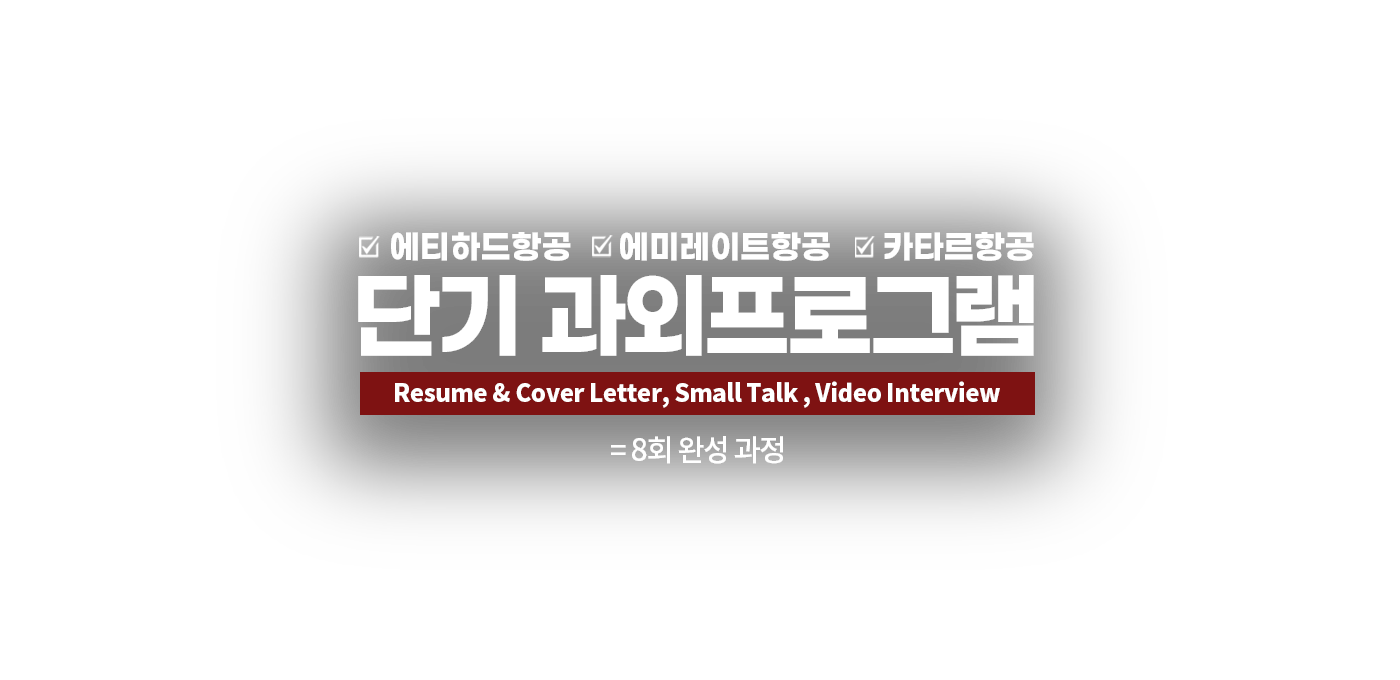 ☑ 에티하드항공 ☑ 에미레이트항공 ☑ 카타르항공
단기 과외프로그램
Resume & Cover Letter, Small Talk , Video Interview
= 8회 완성 과정